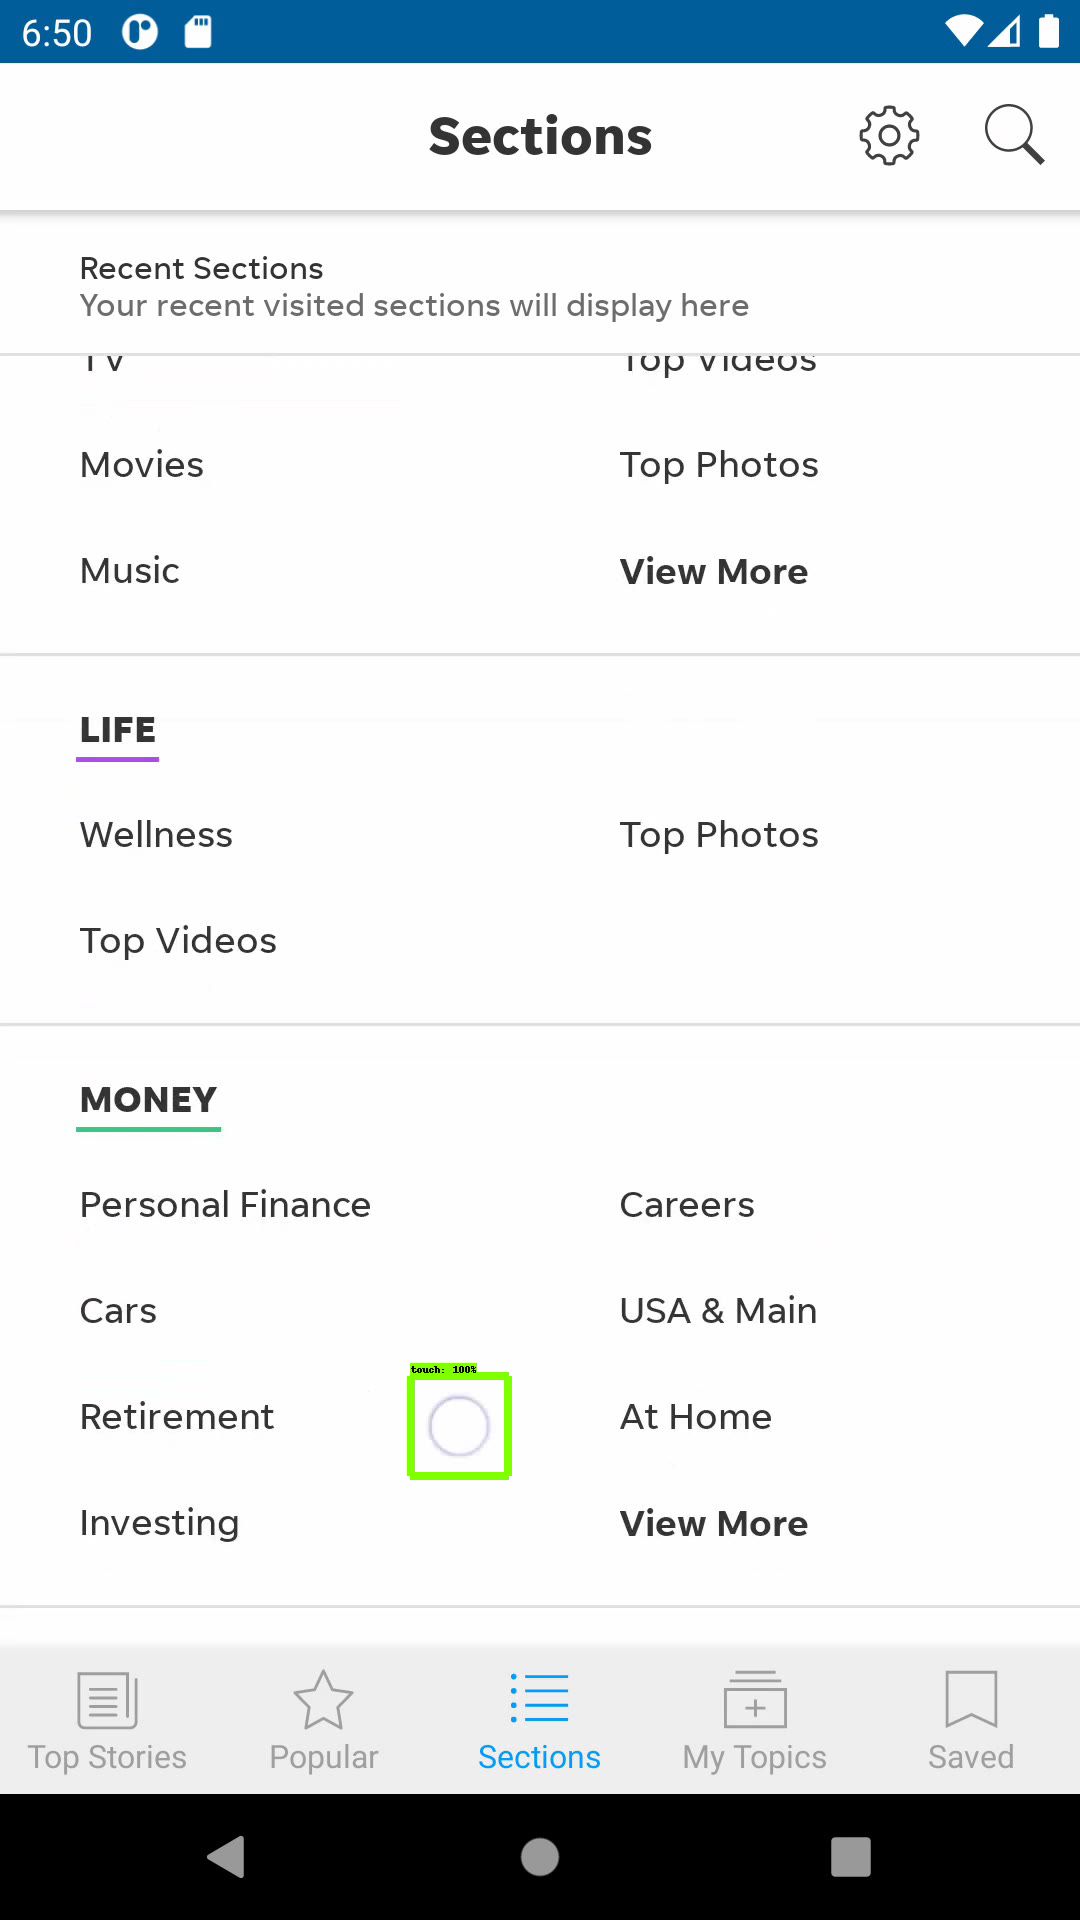 6:50
Sections
Recent Sections
Your recent visited sections will display here
TV Top Videos
Movies Top Photos
Music View More
LIFE
Wellness Top Photos
Top Videos
MONEY
Personal Finance Careers
Cars USA & Main
touch: 100%
Retirement At Home
Investing View More
Top Stories Popular Sections My Topics Saved